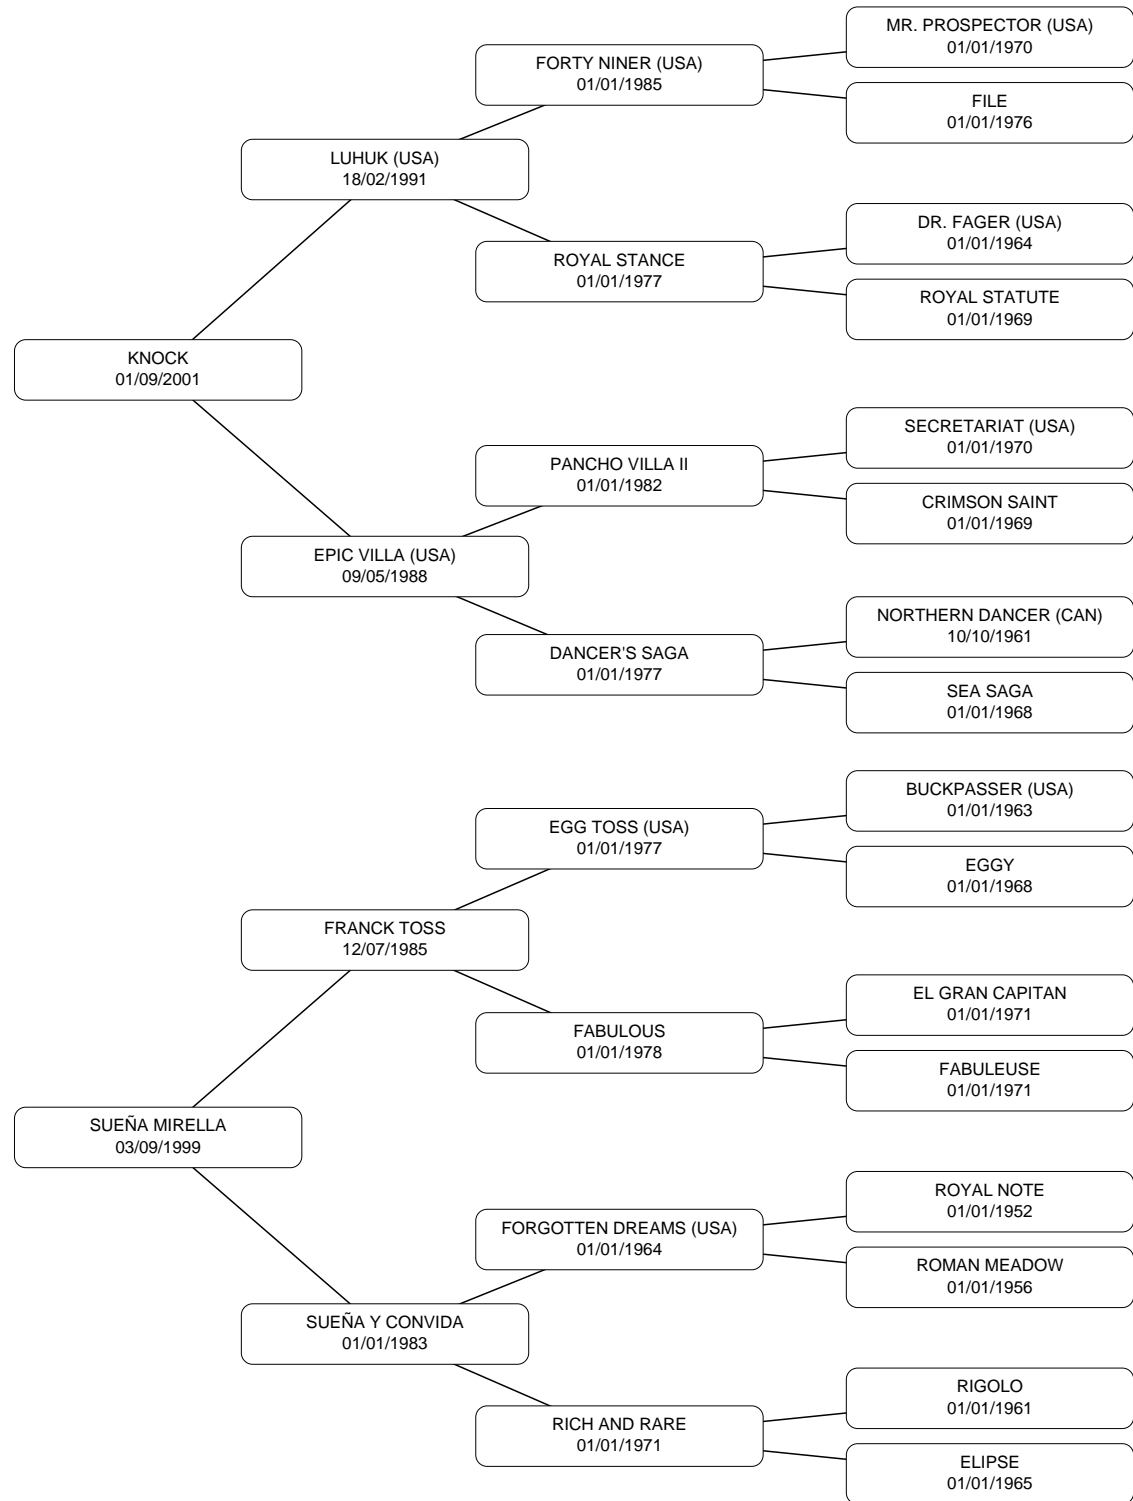 MR. PROSPECTOR (USA)
01/01/1970
FORTY NINER (USA)
01/01/1985
FILE
01/01/1976
LUHUK (USA)
18/02/1991
DR. FAGER (USA)
01/01/1964
ROYAL STANCE
01/01/1977
ROYAL STATUTE
01/01/1969
KNOCK
01/09/2001
SECRETARIAT (USA)
01/01/1970
PANCHO VILLA II
01/01/1982
CRIMSON SAINT
01/01/1969
EPIC VILLA (USA)
09/05/1988
NORTHERN DANCER (CAN)
10/10/1961
DANCER'S SAGA
01/01/1977
SEA SAGA
01/01/1968
BUCKPASSER (USA)
01/01/1963
EGG TOSS (USA)
01/01/1977
EGGY
01/01/1968
FRANCK TOSS
12/07/1985
EL GRAN CAPITAN
01/01/1971
FABULOUS
01/01/1978
FABULEUSE
01/01/1971
SUEÑA MIRELLA
03/09/1999
ROYAL NOTE
01/01/1952
FORGOTTEN DREAMS (USA)
01/01/1964
ROMAN MEADOW
01/01/1956
SUEÑA Y CONVIDA
01/01/1983
RIGOLO
01/01/1961
RICH AND RARE
01/01/1971
ELIPSE
01/01/1965